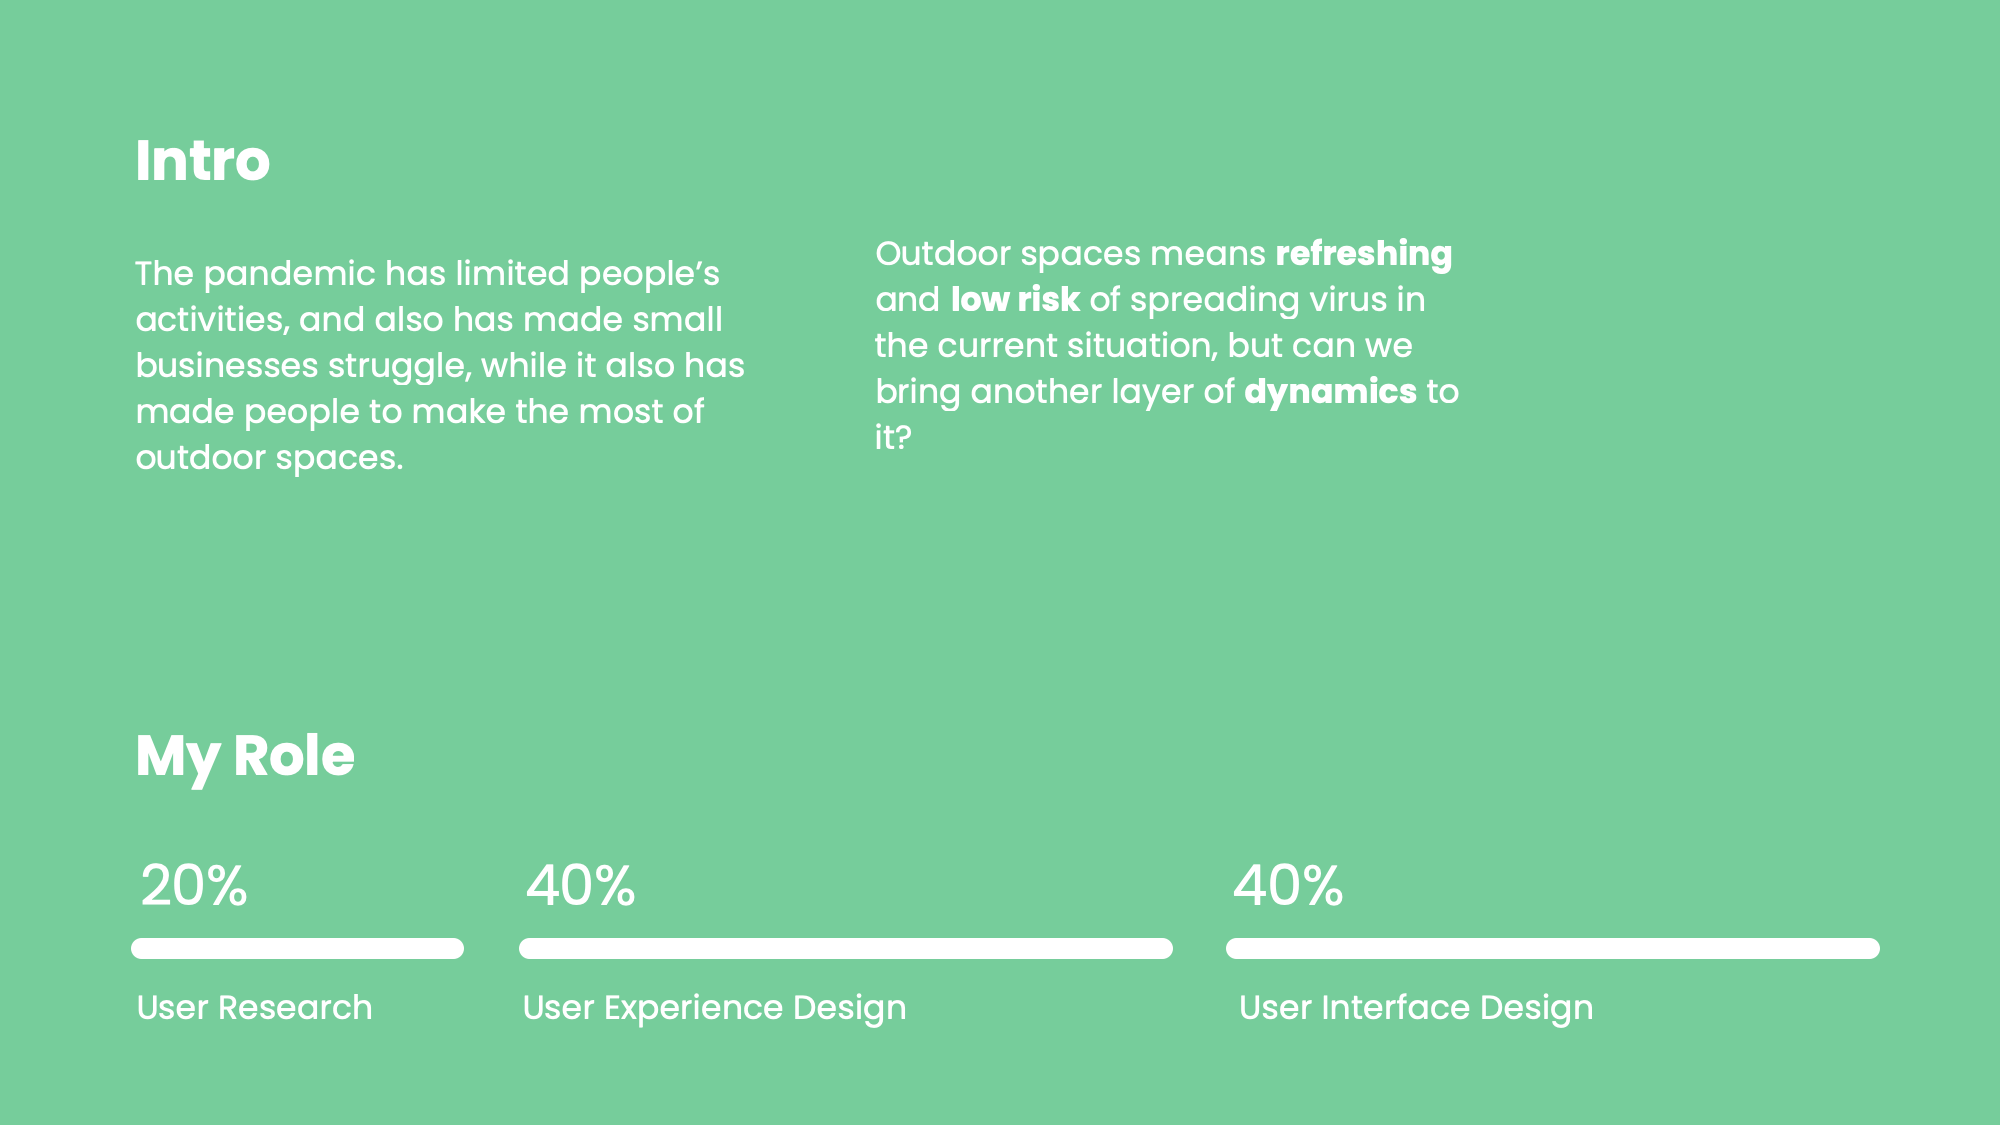 Intro
The pandemic has limited people’s
activities, and also has made small
businesses struggle, while it also has
made people to make the most of
outdoor spaces.
Outdoor spaces means refreshing
and low risk of spreading virus in
the current situation, but can we
bring another layer of dynamics to
it?
My Role
20%
User Research
40%
User Experience Design
40%
User Interface Design